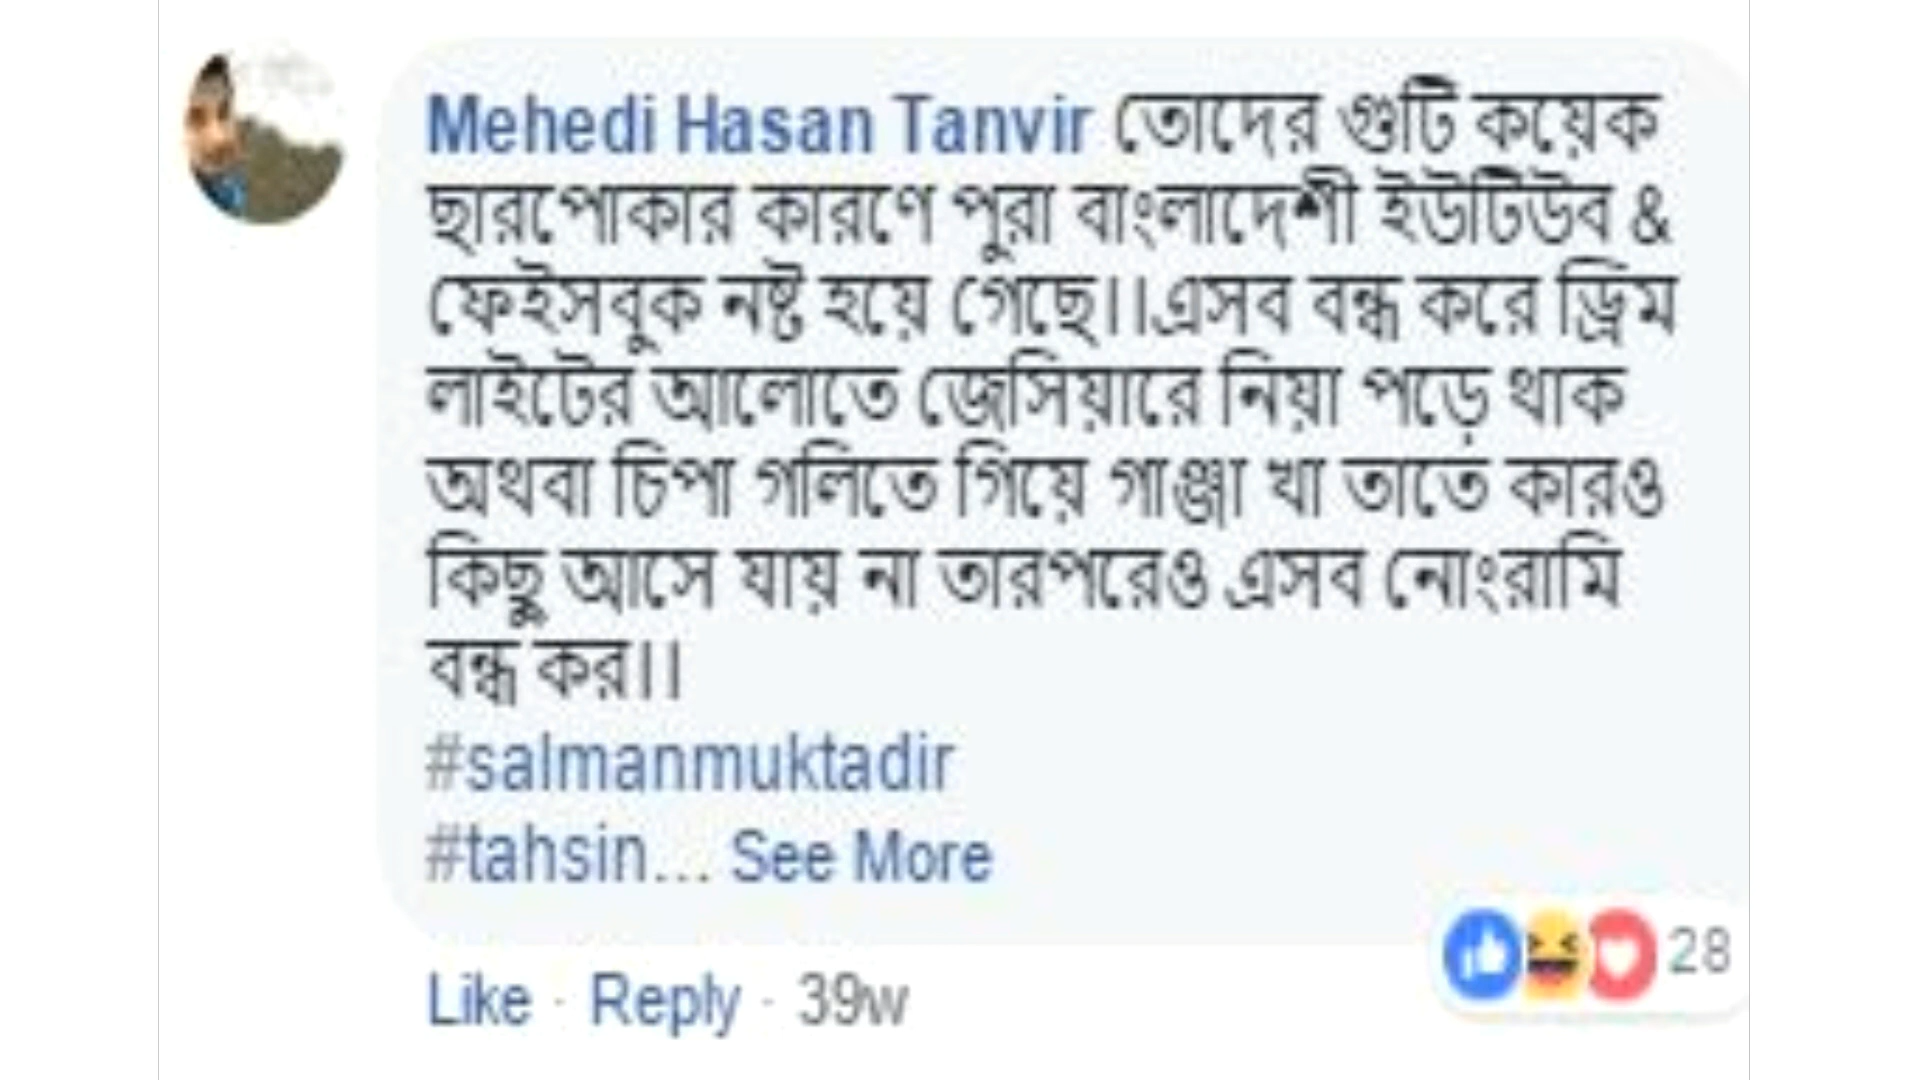 Mehedi Hasan Tanvir তোদের গুটি কয়েক
ছারপোকার কারণে পুরা বাংলাদেশী ইউটিউব &
ফেইসবুক নষ্ট হয়ে গেছে।।এসব বন্ধ করে ড্রিম
লাইটের আলোতে জেসিয়ারে নিয়া পড়ে থাক
অথবা চিপা গলিতে গিয়ে গাঞ্জা খা তাতে কারও
কিছু আসে যায় না তারপরেও এসব নোংরামি
বন্ধ কর।।
#salmanmuktadir
#tahsin... See More
28
Like · Reply · 39w